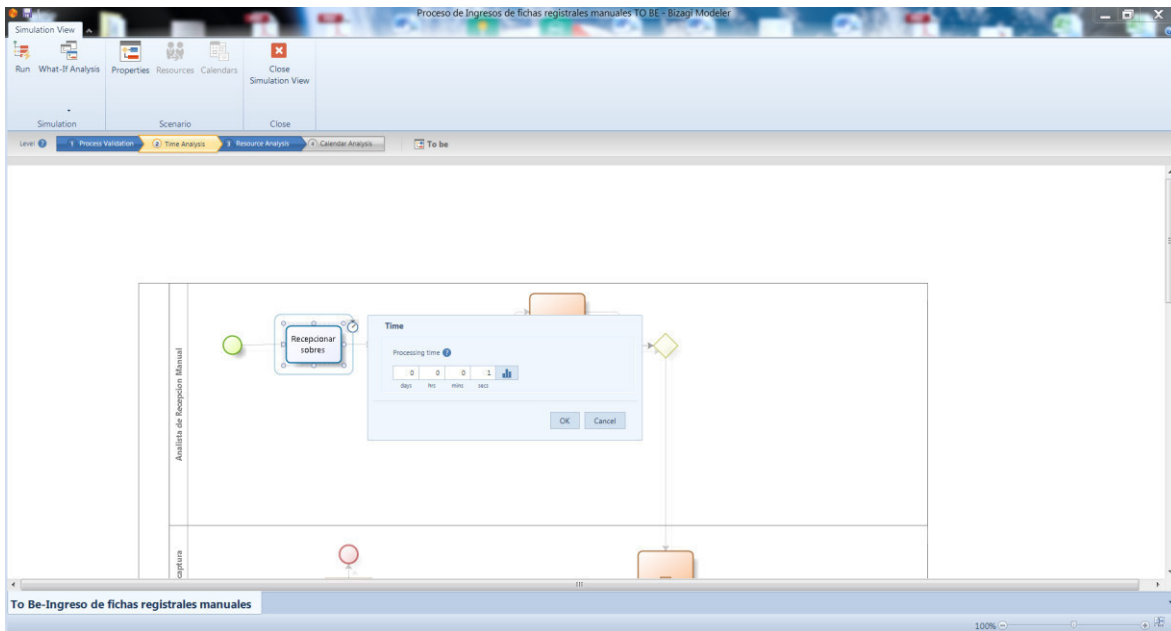 Proceso de Ingresos de fichas registrales manuales TO BE - Bizagi Modeler
Simulation View
Run What-If Analysis Properties Resources Calendars Close
Simulation View
Simulation Scenario Close
Level ? 1 Process Validation 2 Time Analysis 3 Resource Analysis 4 Calendar Analysis To be
Analista de Recepcion Manual
Recepcionar
sobres
Time
Processing time ?
0 0 0 1
days hrs mins secs
OK Cancel
captura
To Be-Ingreso de fichas registrales manuales
100%